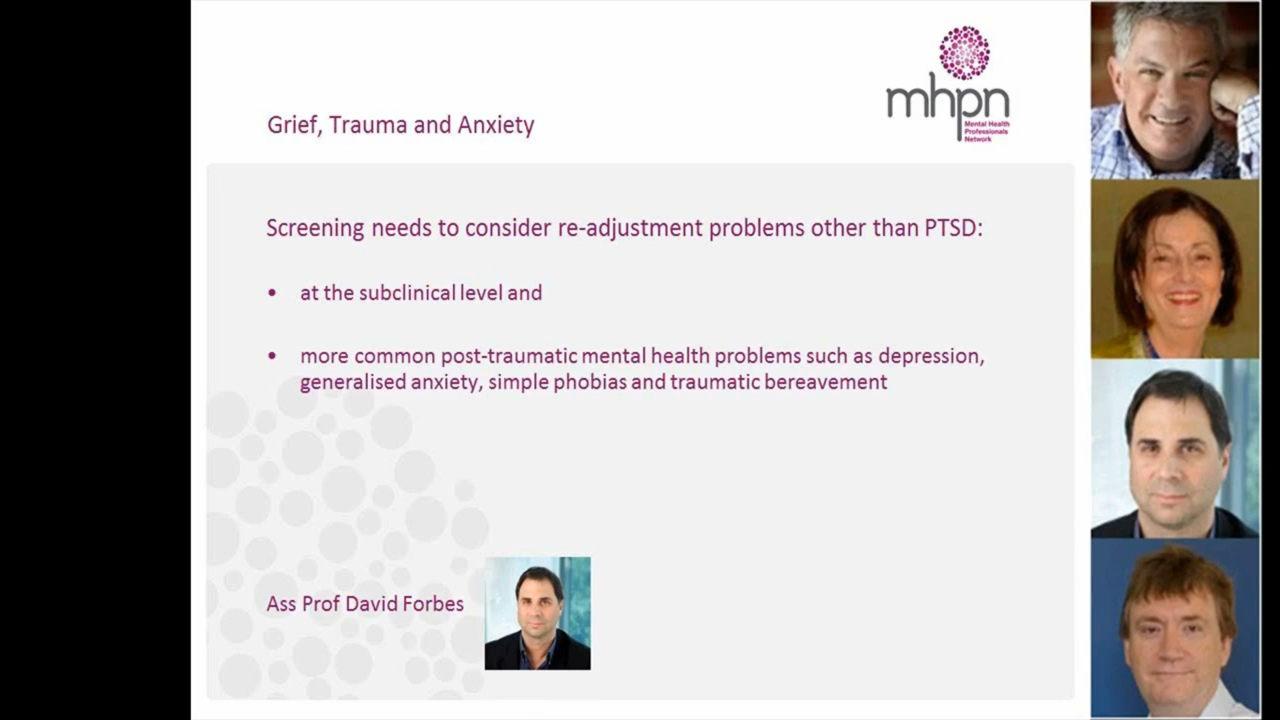 mhpn
Mental Health
Professionals
Network
Grief, Trauma and Anxiety
Screening needs to consider re-adjustment problems other than PTSD:
• at the subclinical level and
• more common post-traumatic mental health problems such as depression,
generalised anxiety, simple phobias and traumatic bereavement
Ass Prof David Forbes